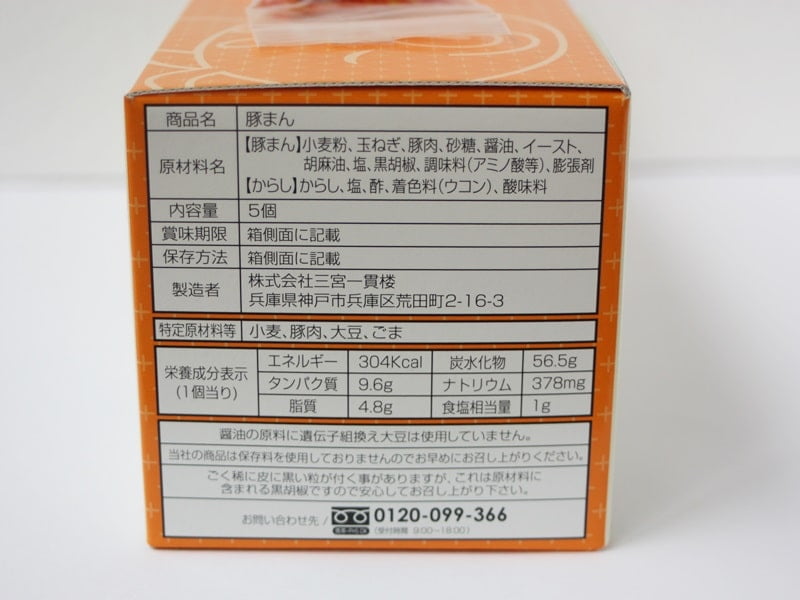 商品名 豚まん
原材料名 【豚まん】小麦粉、玉ねぎ、豚肉、砂糖、醤油、イースト、
胡麻油、塩、黒胡椒、調味料(アミノ酸等)、膨張剤
【からし】からし、塩、酢、着色料(ウコン)、酸味料
内容量 5個
賞味期限 箱側面に記載
保存方法 箱側面に記載
製造者 株式会社三宮一貫楼
兵庫県神戸市兵庫区荒田町2-16-3
特定原材料等 小麦、豚肉、大豆、ごま
栄養成分表示
(1個当り)
エネルギー 304Kcal 炭水化物 56.5g
タンパク質 9.6g ナトリウム 378mg
脂質 4.8g 食塩相当量 1g
醤油の原料に遺伝子組換え大豆は使用していません。
当社の商品は保存料を使用しておりませんのでお早めにお召し上がりください。
ごく稀に皮に黒い粒が付く事がありますが、これは原材料に
含まれる黒胡椒ですので安心してお召し上がり下さい。
お問い合わせ先 / 0120-099-366
(受付時間 9:00~18:00)